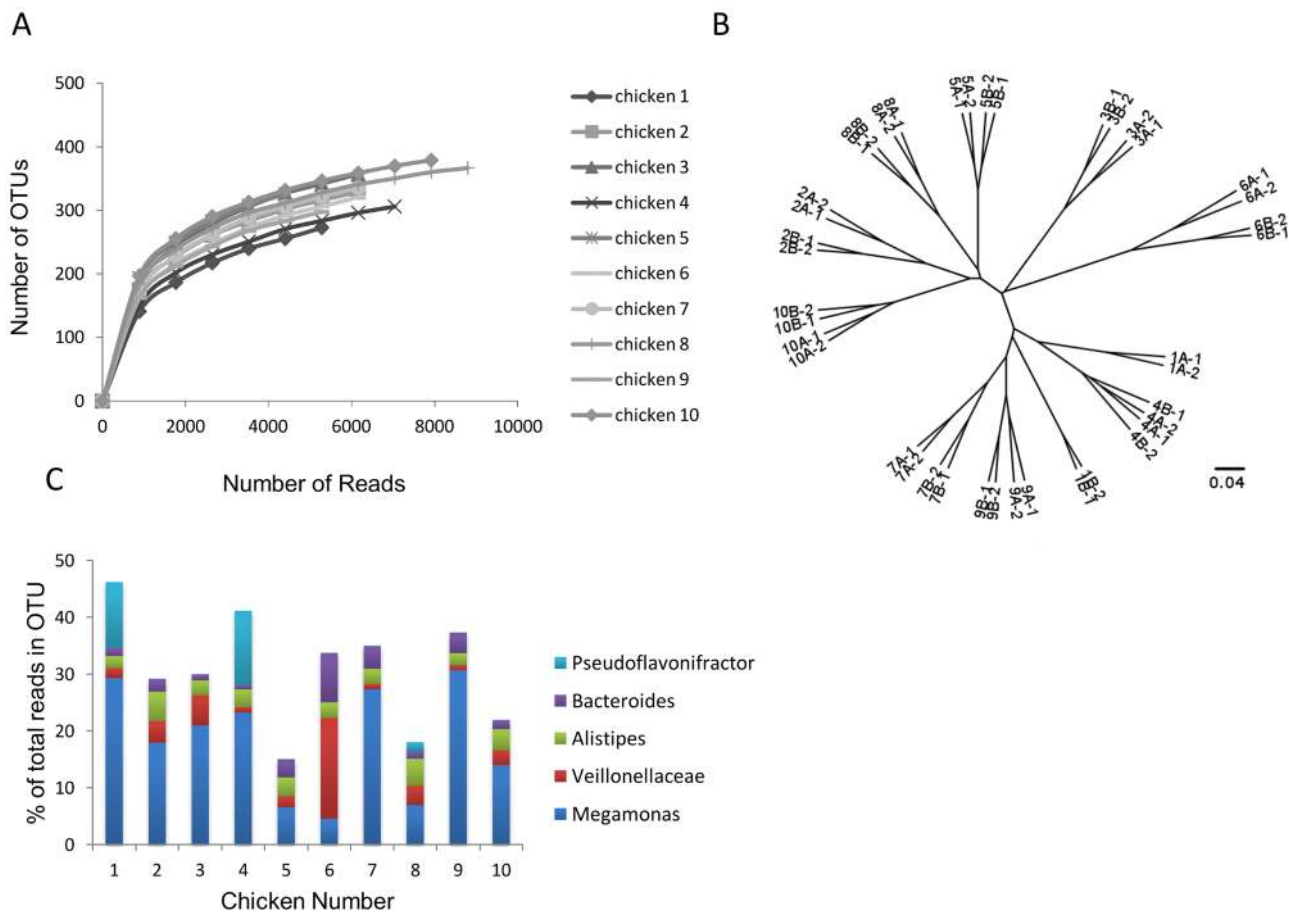 A
B
500
400
300
200
100
0
Number of OTUs
0 2000 4000 6000 8000 10000
Number of Reads
chicken 1
chicken 2
chicken 3
chicken 4
chicken 5
chicken 6
chicken 7
chicken 8
chicken 9
chicken 10
5A-1
5A-2
5B-2
5B-1
3B-1
3B-2
3A-2
3A-1
6A-1
6A-2
6B-2
6B-1
8A-1
8A-2
8B-2
8B-1
2A-2
2A-1
2B-1
2B-2
10B-2
10B-1
10A-1
10A-2
1A-1
1A-2
4B-1
4A-2
4A-1
4B-2
7A-1
7A-2
7B-2
7B-1
9B-1
9B-2
9A-2
9A-1
1B-2
1B-1
0.04
C
50
40
30
20
10
0
% of total reads in OTU
1 2 3 4 5 6 7 8 9 10
Chicken Number
Pseudoflavonifractor
Bacteroides
Alistipes
Veillonellaceae
Megamonas